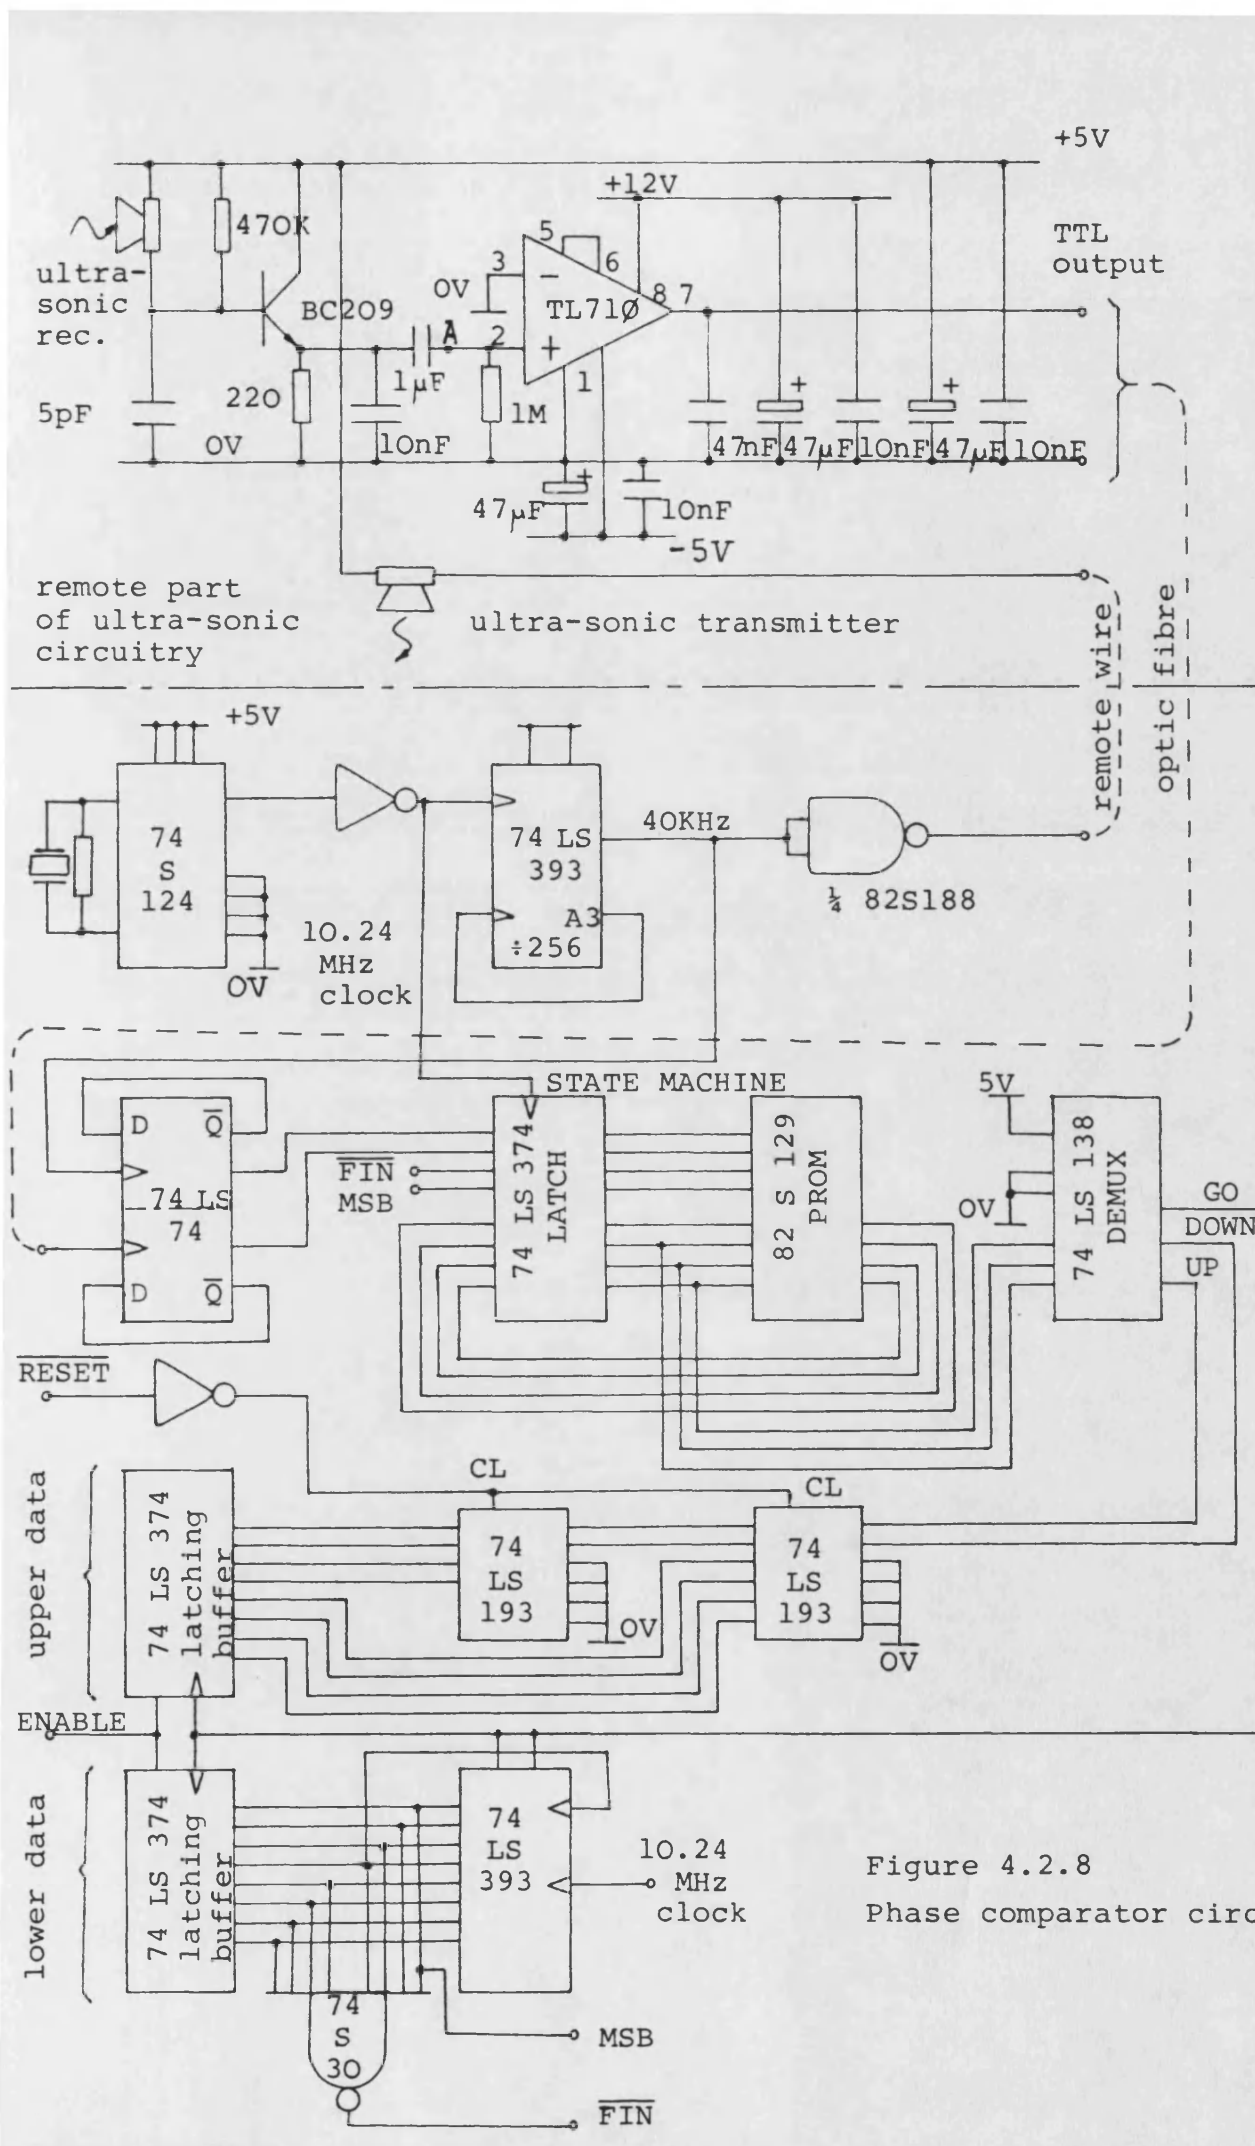 +5V
+12V
TTL
output
470K
ultra-
sonic
rec.
BC209
0V
3
5
6
−
TL710
8 7
A
2
+
1
1µF
1M
220
5pF
0V
10nF
+
+
47nF
47µF
10nF
47µF
10nF
+
47µF
10nF
-5V
remote part
of ultra-sonic
circuitry
ultra-sonic transmitter
remote wire
optic fibre
+5V
74
S
124
0V
10.24
MHz
clock
74 LS
393
A3
÷256
40KHz
¼ 82S188
STATE MACHINE
D
Q
74 LS
74
D
Q
FIN
MSB
74 LS 374
LATCH
82 S 129
PROM
5V
0V
74 LS 138
DEMUX
GO
DOWN
UP
RESET
CL
CL
upper data
74 LS 374
latching
buffer
74
LS
193
0V
74
LS
193
0V
ENABLE
lower data
74 LS 374
latching
buffer
74
LS
393
10.24
MHz
clock
74
S
30
MSB
FIN
Figure 4.2.8
Phase comparator circ